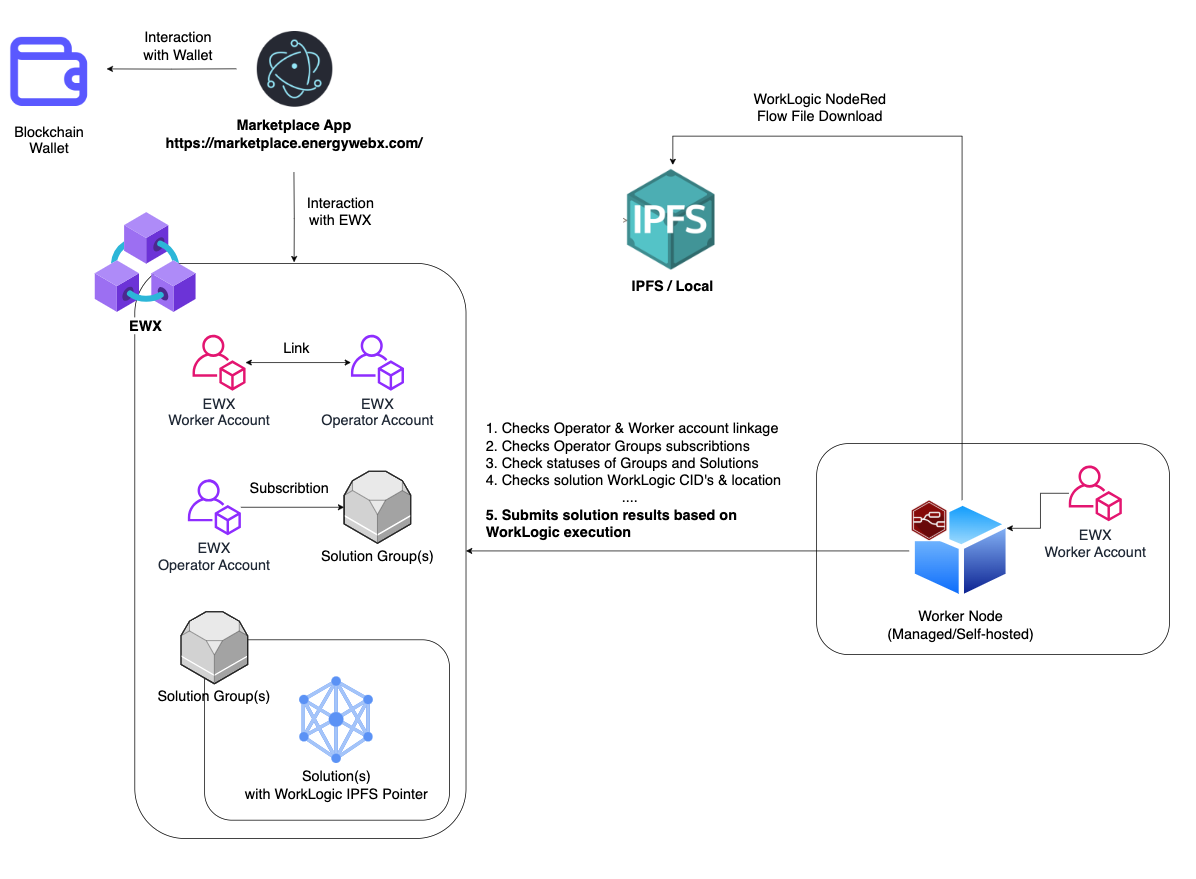 Interaction
with Wallet
Blockchain
Wallet
Marketplace App
https://marketplace.energywebx.com/
Interaction
with EWX
WorkLogic NodeRed
Flow File Download
IPFS
IPFS / Local
EWX
Link
EWX
Worker Account
EWX
Operator Account
Subscribtion
EWX
Operator Account
Solution Group(s)
1. Checks Operator & Worker account linkage
2. Checks Operator Groups subscribtions
3. Check statuses of Groups and Solutions
4. Checks solution WorkLogic CID's & location
....
5. Submits solution results based on
WorkLogic execution
EWX
Worker Account
Worker Node
(Managed/Self-hosted)
Solution Group(s)
Solution(s)
with WorkLogic IPFS Pointer